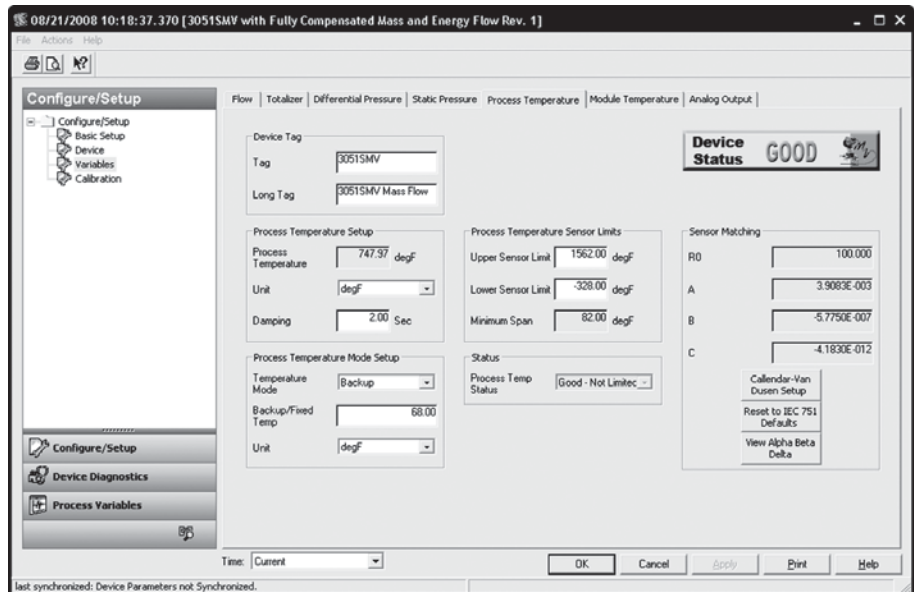 08/21/2008 10:18:37.370 [3051SMV with Fully Compensated Mass and Energy Flow Rev. 1]
File Actions Help
Configure/Setup
Configure/Setup
Basic Setup
Device
Variables
Calibration
Configure/Setup
Device Diagnostics
Process Variables
Flow Totalizer Differential Pressure Static Pressure Process Temperature Module Temperature Analog Output
Device Tag
Tag 3051SMV
Long Tag 3051SMV Mass Flow
Device Status GOOD
Process Temperature Setup
Process Temperature 747.97 degF
Unit degF
Damping 2.00 Sec
Process Temperature Sensor Limits
Upper Sensor Limit 1562.00 degF
Lower Sensor Limit -328.00 degF
Minimum Span 82.00 degF
Sensor Matching
R0 100.000
A 3.9083E-003
B -5.7750E-007
C -4.1830E-012
Callendar-Van Dusen Setup
Reset to IEC 751 Defaults
View Alpha Beta Delta
Process Temperature Mode Setup
Temperature Mode Backup
Backup/Fixed Temp 68.00
Unit degF
Status
Process Temp Status Good - Not Limitec
Time: Current
OK Cancel Apply Print Help
last synchronized: Device Parameters not Synchronized.